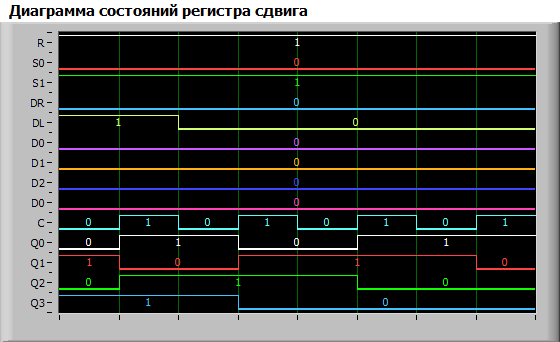 Диаграмма состояний регистра сдвига
R 1
S0 0
S1 1
DR 0
DL 1 0
D0 0
D1 0
D2 0
D0 0
C 0 1 0 1 0 1 0 1
Q0 0 1 0 1
Q1 1 0 1 0
Q2 0 1 0
Q3 1 0